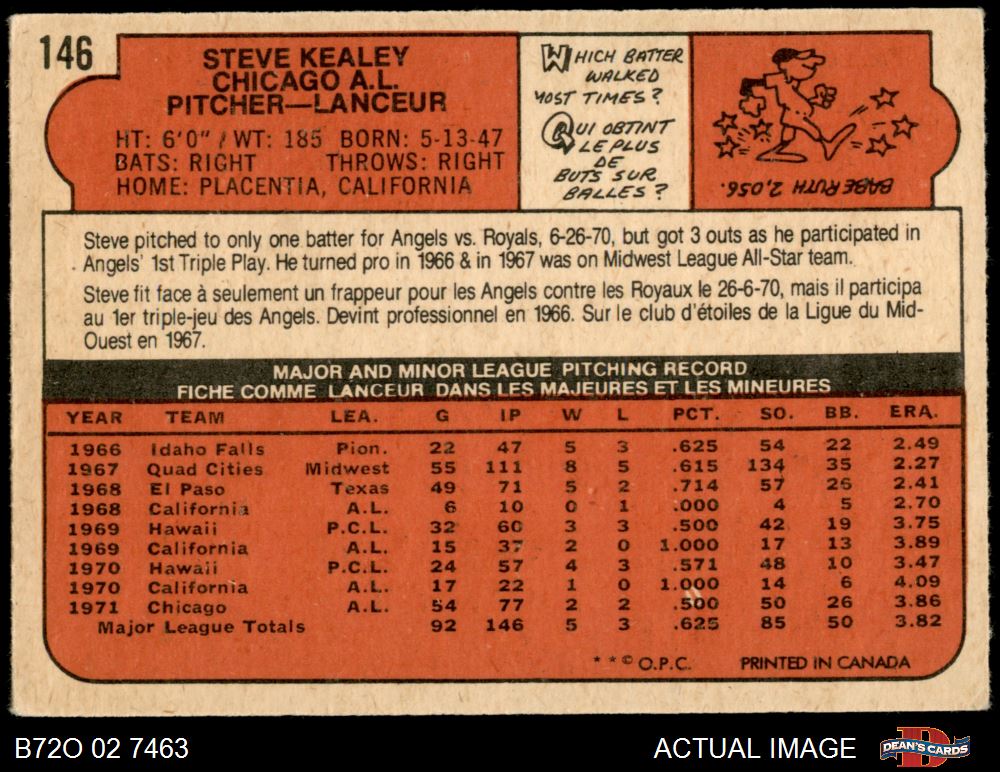 146
STEVE KEALEY
CHICAGO A.L.
PITCHER—LANCEUR
HT: 6'0" / WT: 185 BORN: 5-13-47
BATS: RIGHT THROWS: RIGHT
HOME: PLACENTIA, CALIFORNIA
WHICH BATTER
WALKED
MOST TIMES?
QUI OBTINT
LE PLUS
DE
BUTS SUR
BALLES?
BABE RUTH 2,056.
Steve pitched to only one batter for Angels vs. Royals, 6-26-70, but got 3 outs as he participated in
Angels' 1st Triple Play. He turned pro in 1966 & in 1967 was on Midwest League All-Star team.
Steve fit face à seulement un frappeur pour les Angels contre les Royaux le 26-6-70, mais il participa
au 1er triple-jeu des Angels. Devint professionnel en 1966. Sur le club d'étoiles de la Ligue du Mid-
Ouest en 1967.
MAJOR AND MINOR LEAGUE PITCHING RECORD
FICHE COMME LANCEUR DANS LES MAJEURES ET LES MINEURES
YEAR TEAM LEA. G IP W L PCT. SO. BB. ERA.
1966 Idaho Falls Pion. 22 47 5 3 .625 54 22 2.49
1967 Quad Cities Midwest 55 111 8 5 .615 134 35 2.27
1968 El Paso Texas 49 71 5 2 .714 57 26 2.41
1968 California A.L. 6 10 0 1 .000 4 5 2.70
1969 Hawaii P.C.L. 32 60 3 3 .500 42 19 3.75
1969 California A.L. 15 37 2 0 1.000 17 13 3.89
1970 Hawaii P.C.L. 24 57 4 3 .571 48 10 3.47
1970 California A.L. 17 22 1 0 1.000 14 6 4.09
1971 Chicago A.L. 54 77 2 2 .500 50 26 3.86
Major League Totals 92 146 5 3 .625 85 50 3.82
* * © O.P.C. PRINTED IN CANADA
B72O 02 7463
ACTUAL IMAGE
DEAN'S CARDS